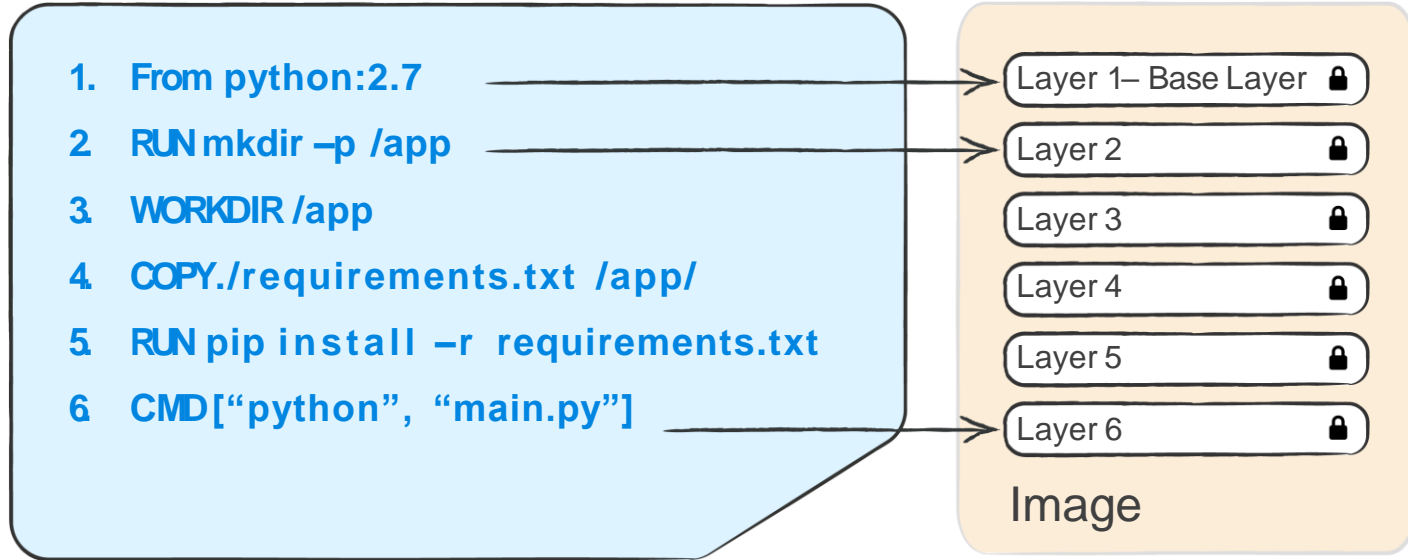 1. From python:2.7
2. RUN mkdir –p /app
3. WORKDIR /app
4. COPY ./requirements.txt /app/
5. RUN pip install –r requirements.txt
6. CMD [“python”, “main.py”]
Layer 1– Base Layer
Layer 2
Layer 3
Layer 4
Layer 5
Layer 6
Image